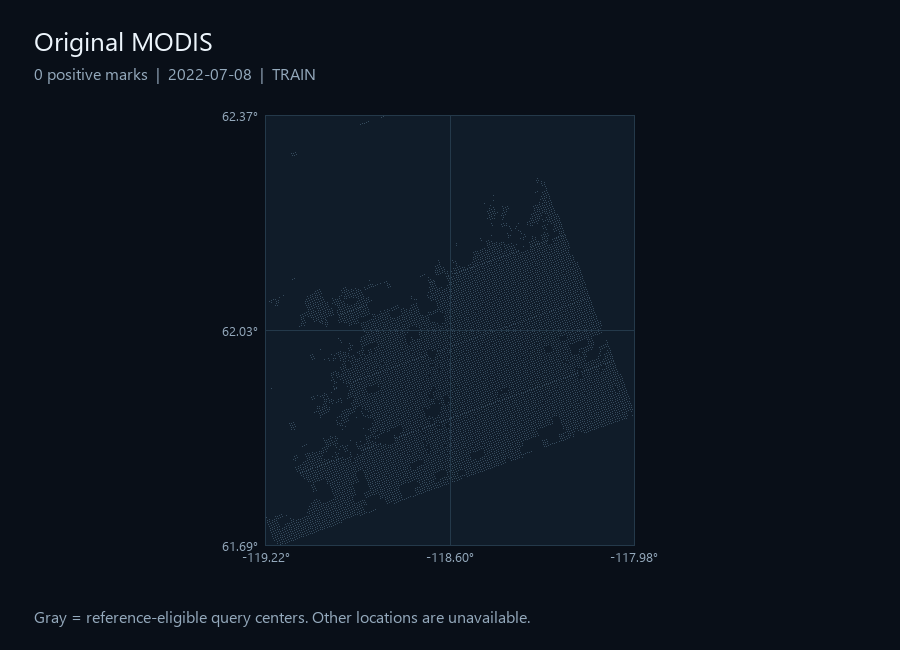 Original MODIS
0 positive marks | 2022-07-08 | TRAIN
62.37°
62.03°
61.69°
-119.22° -118.60° -117.98°
Gray = reference-eligible query centers. Other locations are unavailable.